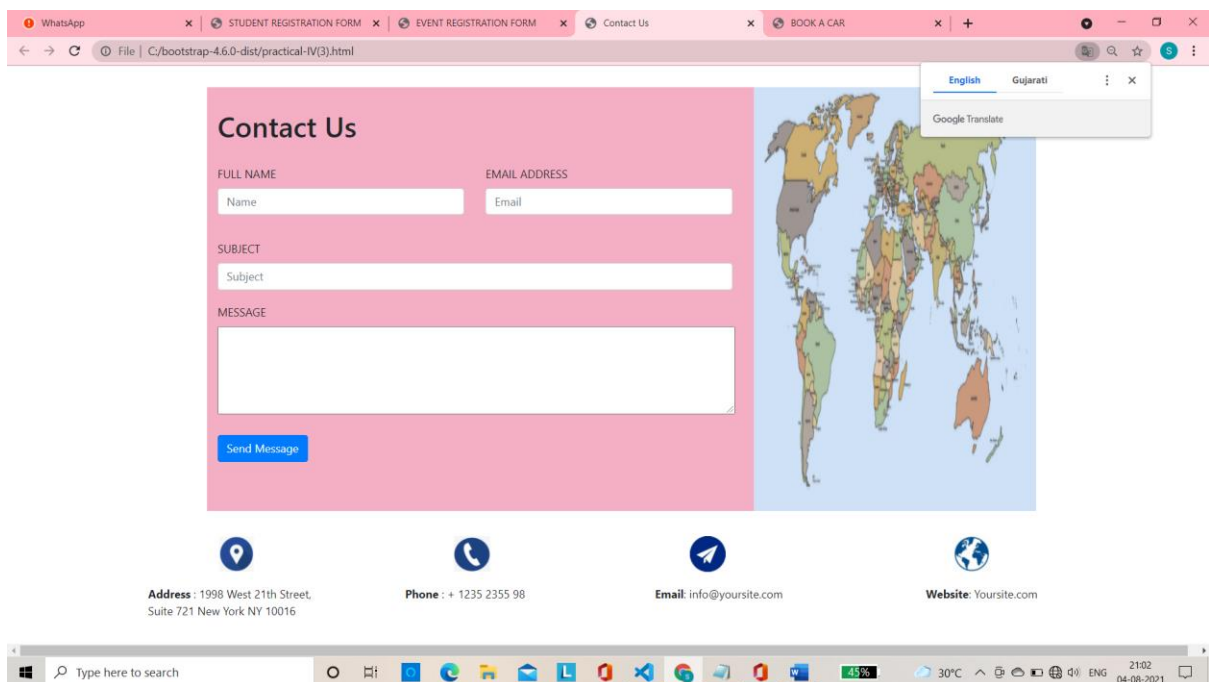 WhatsApp
STUDENT REGISTRATION FORM
EVENT REGISTRATION FORM
Contact Us
BOOK A CAR
File | C:/bootstrap-4.6.0-dist/practical-IV(3).html
S
English Gujarati
Google Translate
Contact Us
FULL NAME EMAIL ADDRESS
Name Email
SUBJECT
Subject
MESSAGE
Send Message
Address : 1998 West 21th Street,
Suite 721 New York NY 10016
Phone : + 1235 2355 98
Email: info@yoursite.com
Website: Yoursite.com
Type here to search
L
45%
30°C
ENG
21:02
04-08-2021